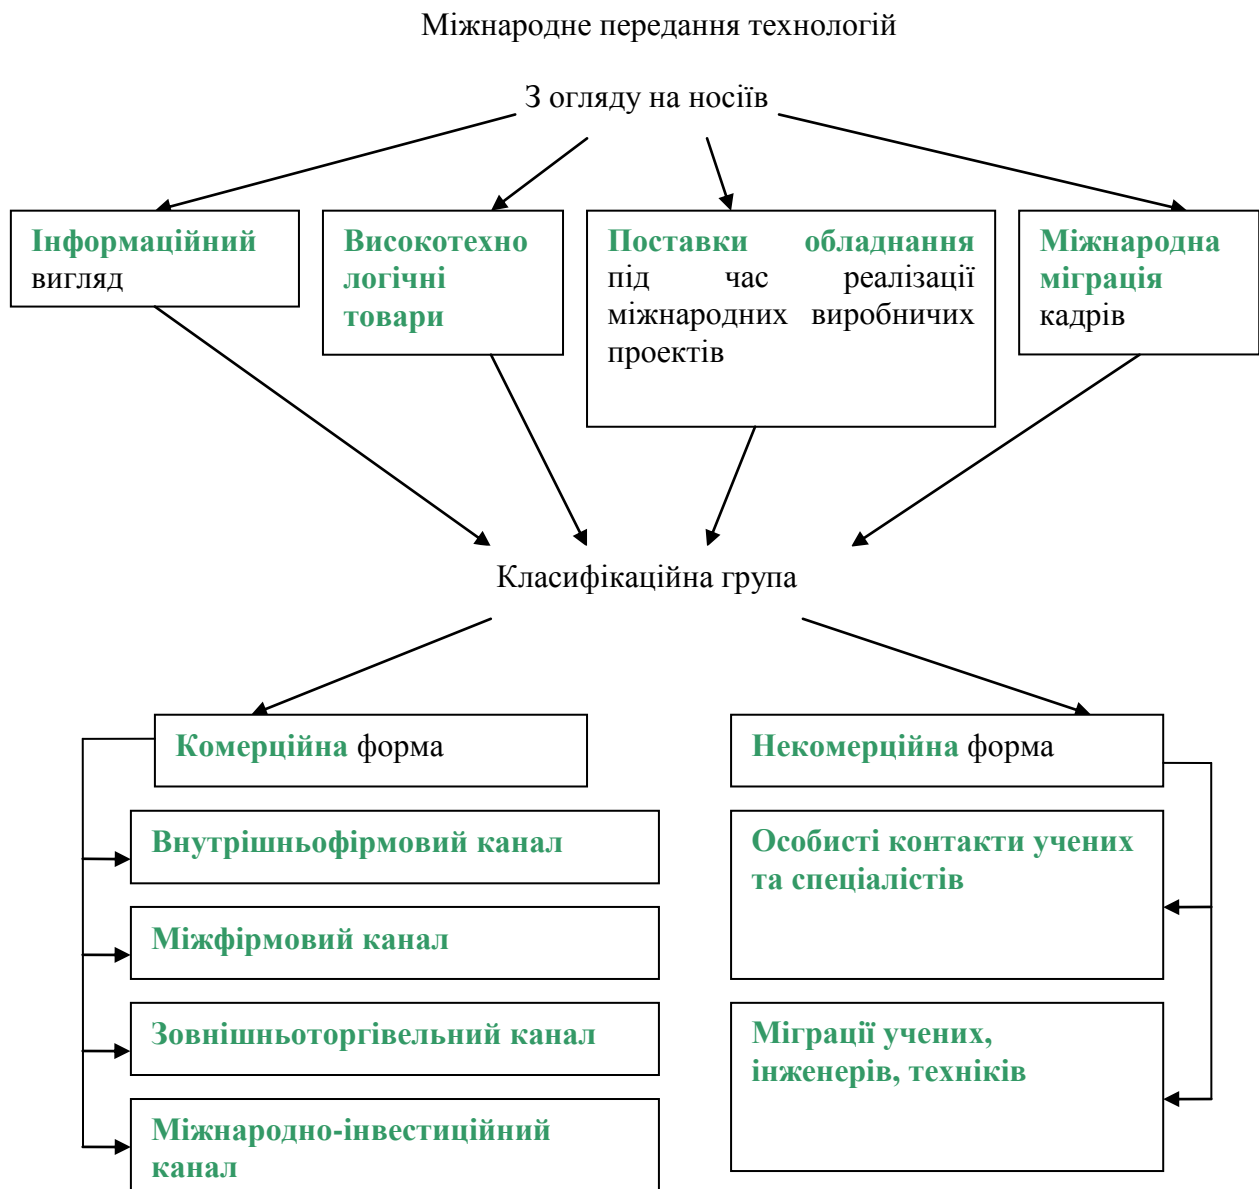 Міжнародне передання технологій
З огляду на носіїв
Інформаційний
вигляд
Високотехно
логічні
товари
Поставки обладнання
під час реалізації
міжнародних виробничих
проектів
Міжнародна
міграція
кадрів
Класифікаційна група
Комерційна форма
Внутрішньофірмовий канал
Міжфірмовий канал
Зовнішньоторгівельний канал
Міжнародно-інвестиційний
канал
Некомерційна форма
Особисті контакти учених
та спеціалістів
Міграції учених,
інженерів, техніків